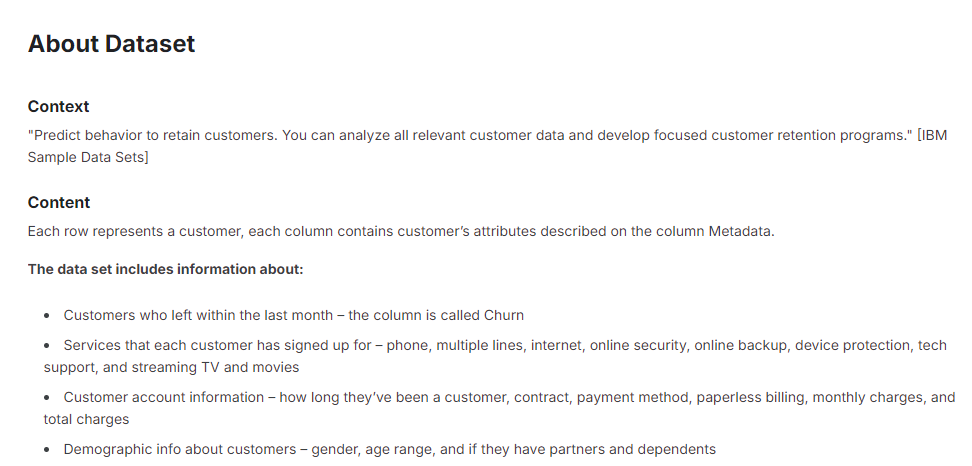 About Dataset
Context
"Predict behavior to retain customers. You can analyze all relevant customer data and develop focused customer retention programs." [IBM
Sample Data Sets]
Content
Each row represents a customer, each column contains customer’s attributes described on the column Metadata.
The data set includes information about:
• Customers who left within the last month – the column is called Churn
• Services that each customer has signed up for – phone, multiple lines, internet, online security, online backup, device protection, tech
support, and streaming TV and movies
• Customer account information – how long they’ve been a customer, contract, payment method, paperless billing, monthly charges, and
total charges
• Demographic info about customers – gender, age range, and if they have partners and dependents